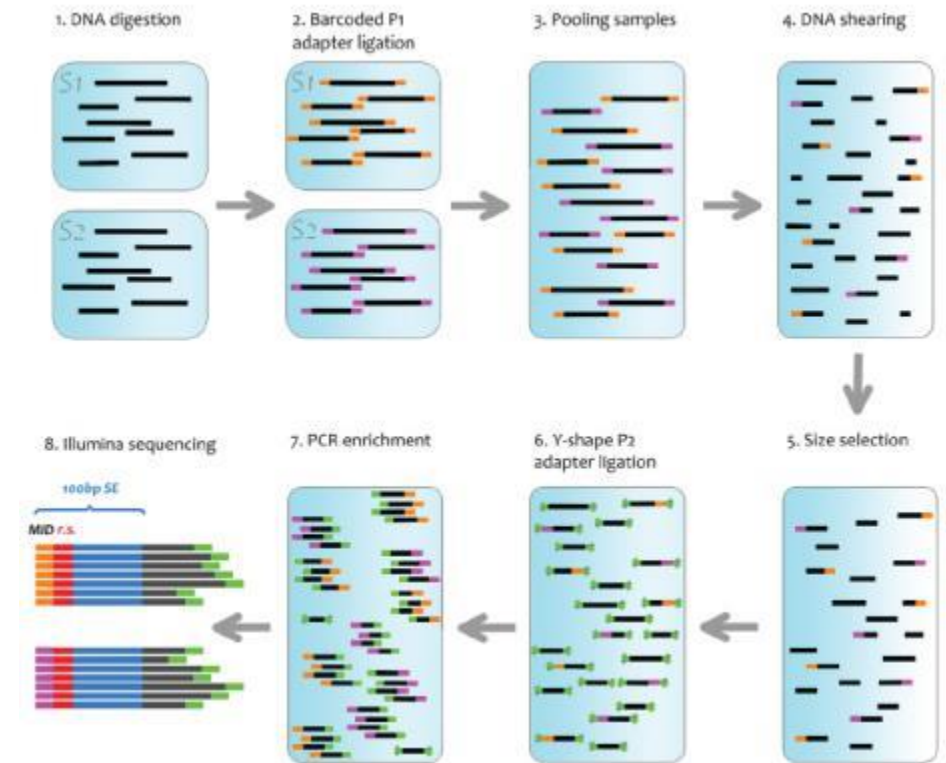 1. DNA digestion
2. Barcoded P1
adapter ligation
3. Pooling samples
4. DNA shearing
S1
S1
S2
S2
8. Illumina sequencing
7. PCR enrichment
6. Y-shape P2
adapter ligation
5. Size selection
100bp SE
MID r.s.